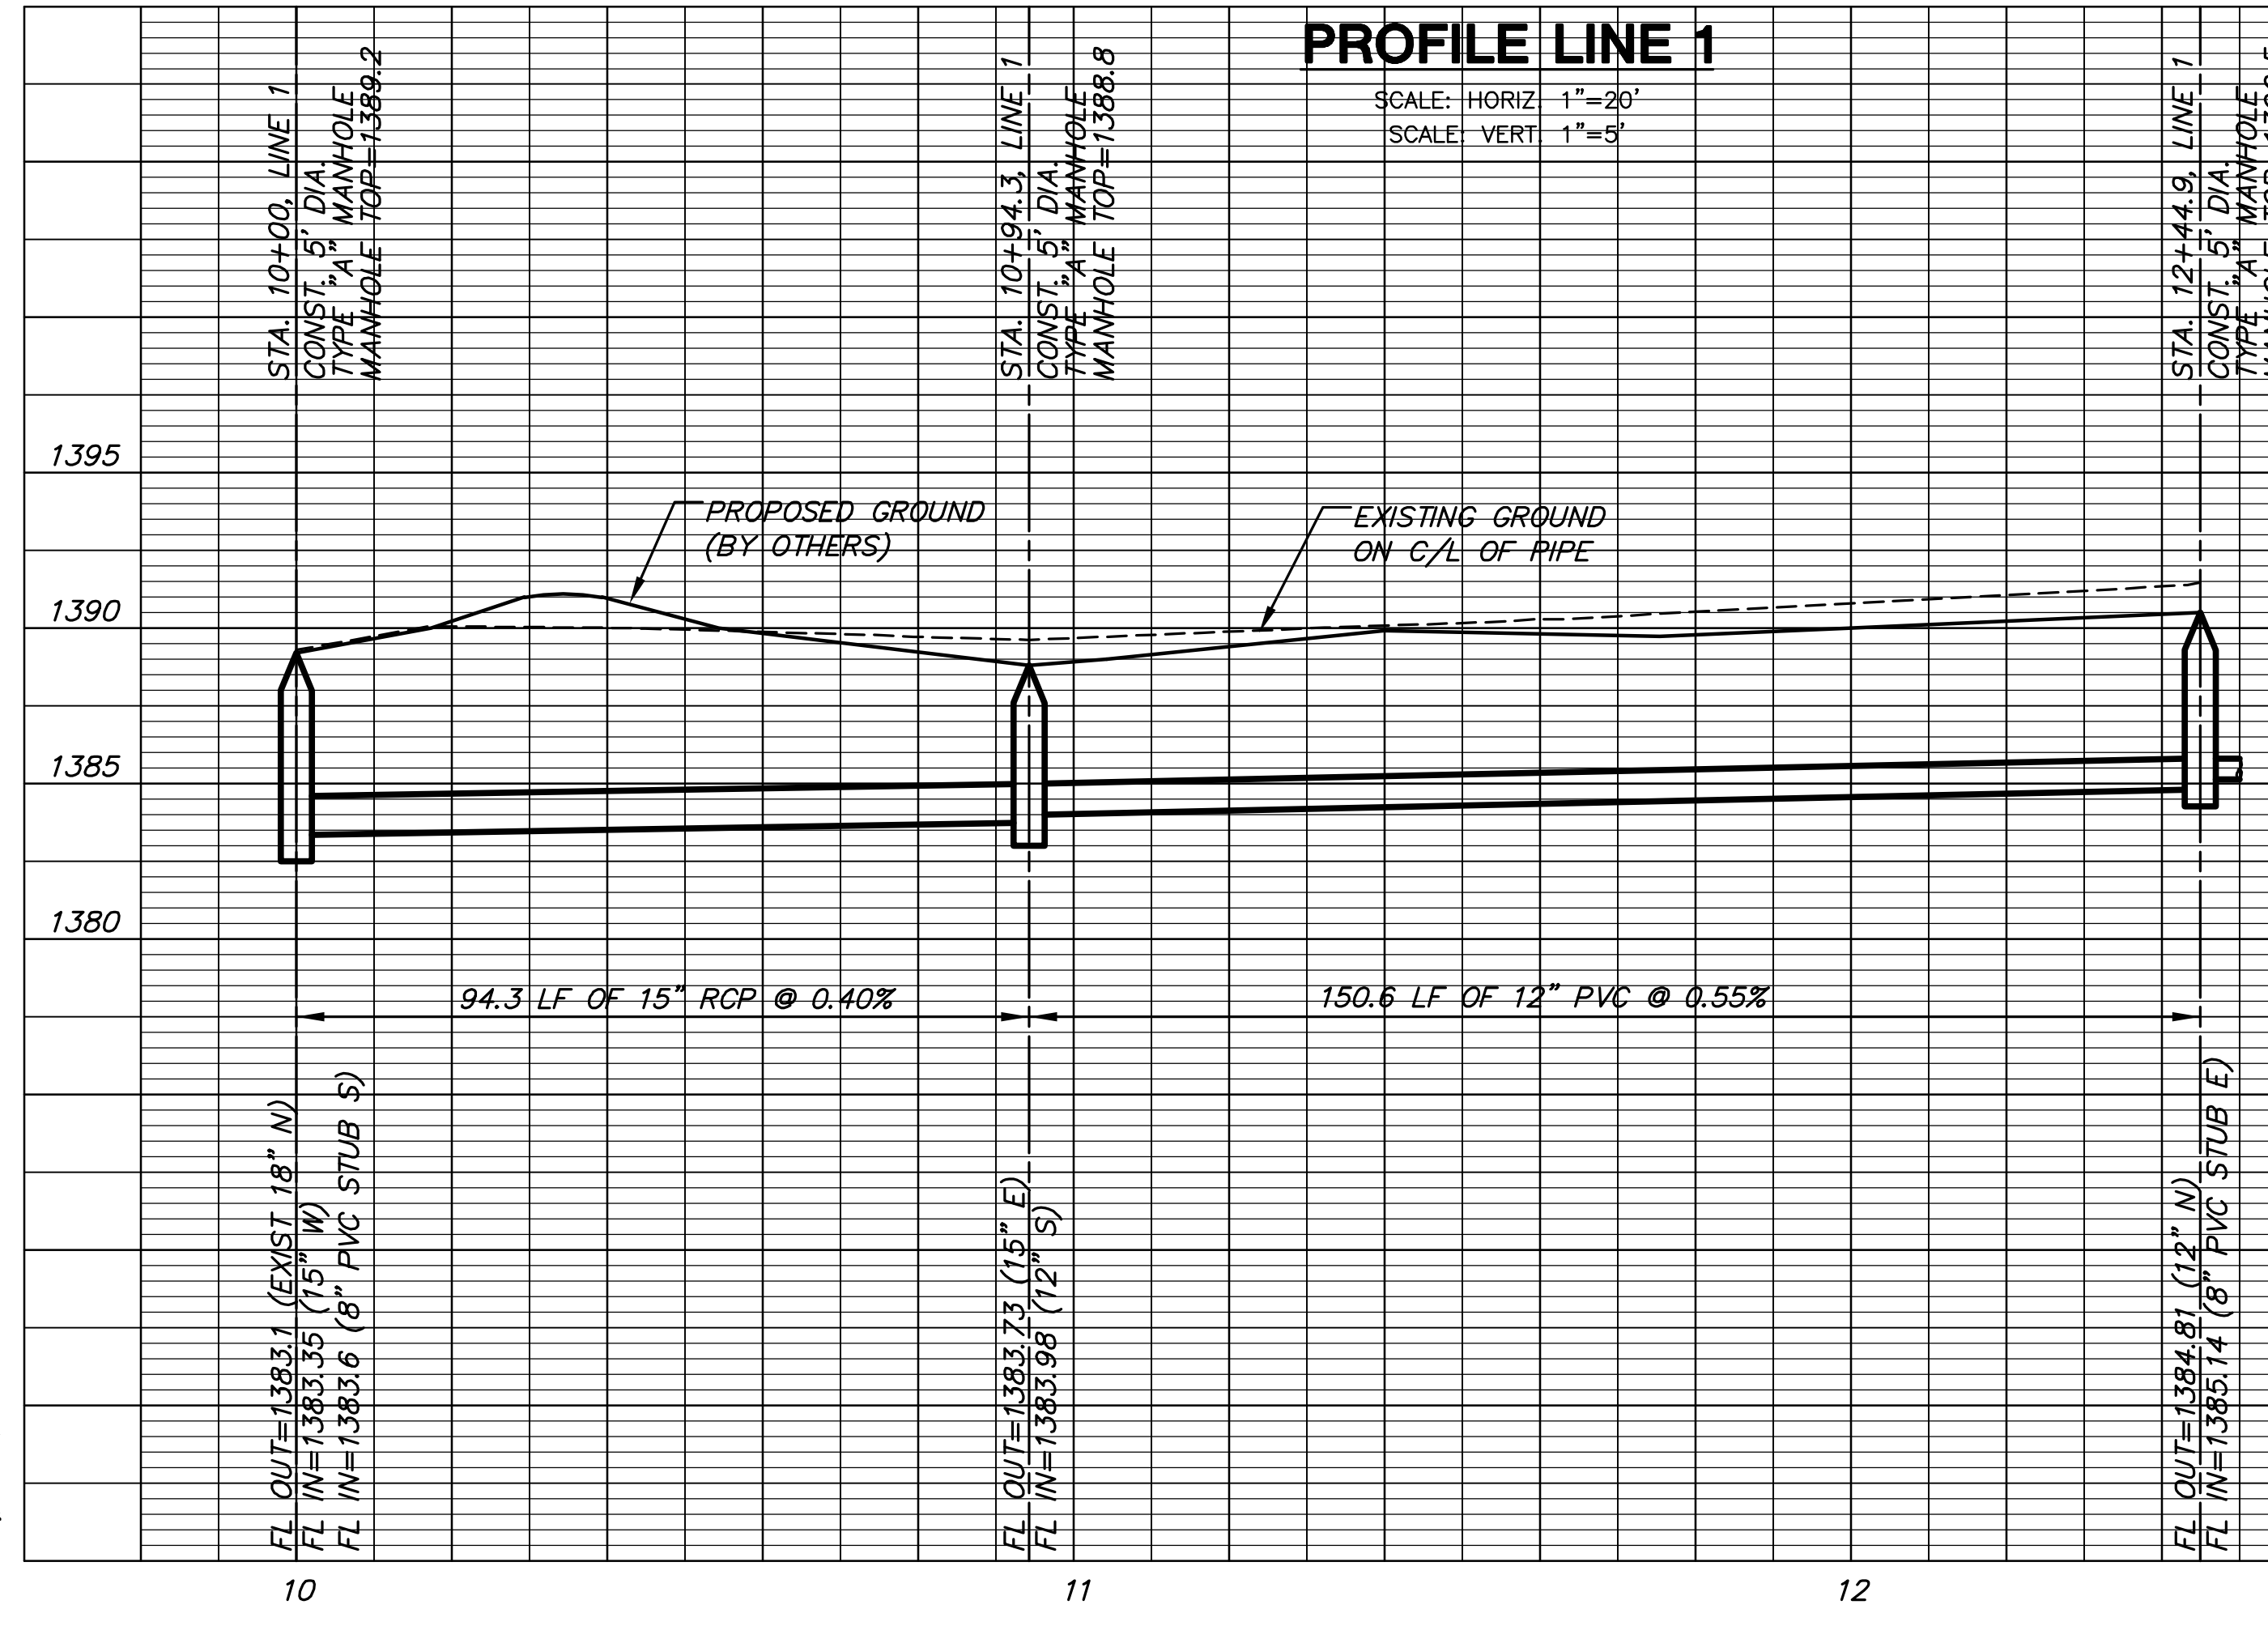 PROFILE LINE 1
SCALE: HORIZ. 1"=20'
SCALE: VERT. 1"=5'
STA. 10+00, LINE 1
CONST. 5' DIA.
TYPE "A" MANHOLE
MANHOLE TOP=1389.2
STA. 10+94.3, LINE 1
CONST. 5' DIA.
TYPE "A" MANHOLE
MANHOLE TOP=1388.8
STA. 12+44.9, LINE 1
CONST. 5' DIA.
TYPE "A" MANHOLE
1395
1390
1385
1380
PROPOSED GROUND
(BY OTHERS)
EXISTING GROUND
ON C/L OF PIPE
94.3 LF OF 15" RCP @ 0.40%
150.6 LF OF 12" PVC @ 0.55%
FL OUT=1383.1 (EXIST 18" N)
FL IN=1383.35 (15" W)
FL IN=1383.6 (8" PVC STUB S)
FL OUT=1383.73 (15" E)
FL IN=1383.98 (12" S)
FL OUT=1384.81 (12" N)
FL IN=1385.14 (8" PVC STUB E)
10
11
12